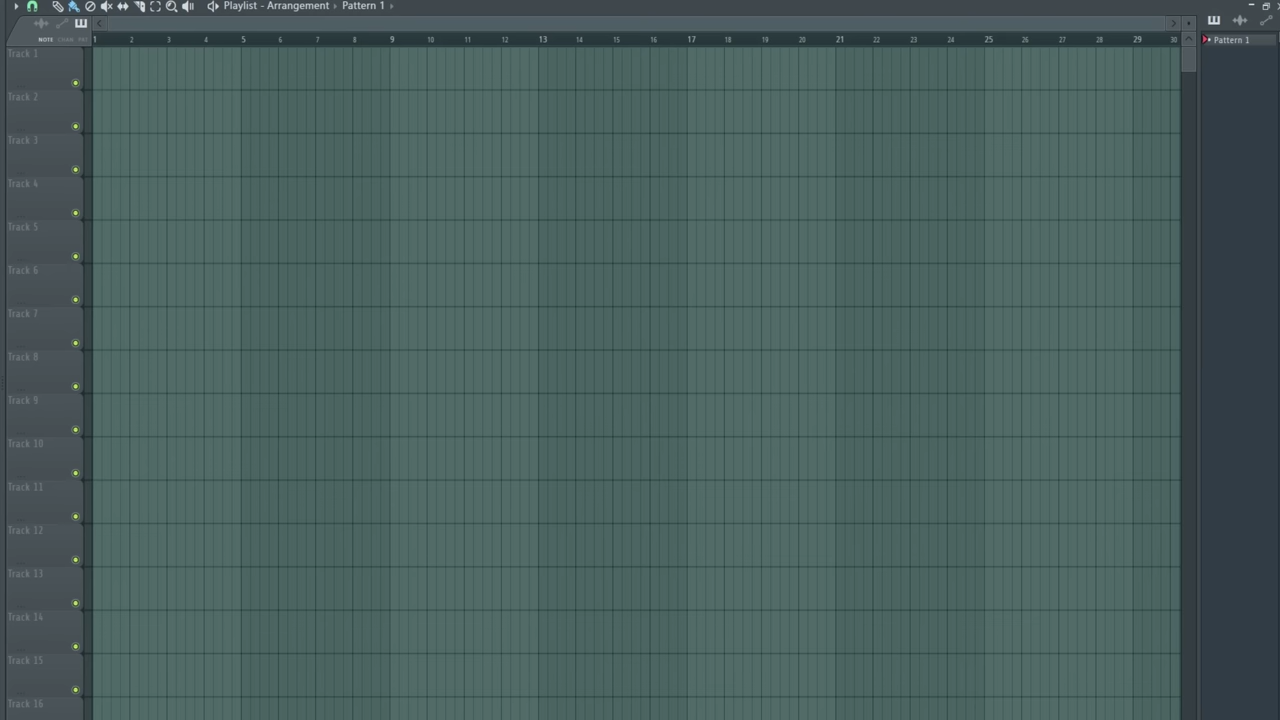 Playlist - Arrangement › Pattern 1 ›
NOTE CHAN PAT
1 2 3 4 5 6 7 8 9 10 11 12 13 14 15 16 17 18 19 20 21 22 23 24 25 26 27 28 29 30
Pattern 1
Track 1
Track 2
Track 3
Track 4
Track 5
Track 6
Track 7
Track 8
Track 9
Track 10
Track 11
Track 12
Track 13
Track 14
Track 15
Track 16